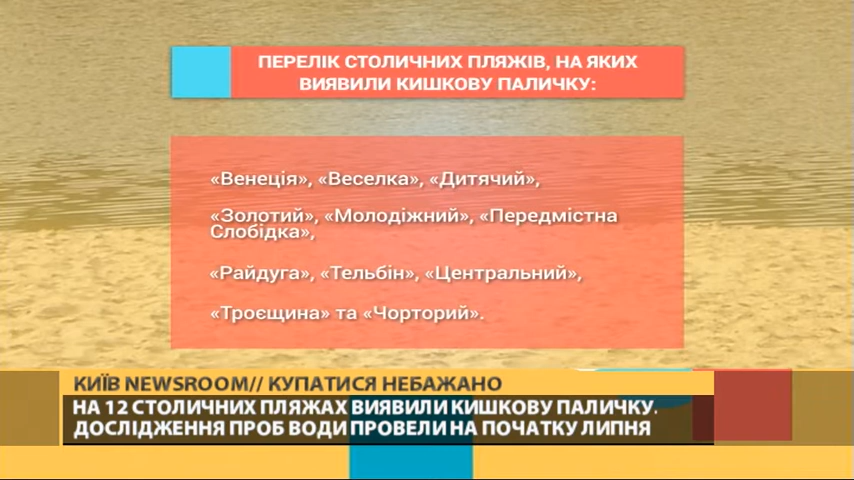 ПЕРЕЛІК СТОЛИЧНИХ ПЛЯЖІВ, НА ЯКИХ
ВИЯВИЛИ КИШКОВУ ПАЛИЧКУ:
«Венеція», «Веселка», «Дитячий»,
«Золотий», «Молодіжний», «Передмістна
Слобідка»,
«Райдуга», «Тельбін», «Центральний»,
«Троєщина» та «Чорторий».
КИЇВ NEWSROOM// КУПАТИСЯ НЕБАЖАНО
НА 12 СТОЛИЧНИХ ПЛЯЖАХ ВИЯВИЛИ КИШКОВУ ПАЛИЧКУ.
ДОСЛІДЖЕННЯ ПРОБ ВОДИ ПРОВЕЛИ НА ПОЧАТКУ ЛИПНЯ